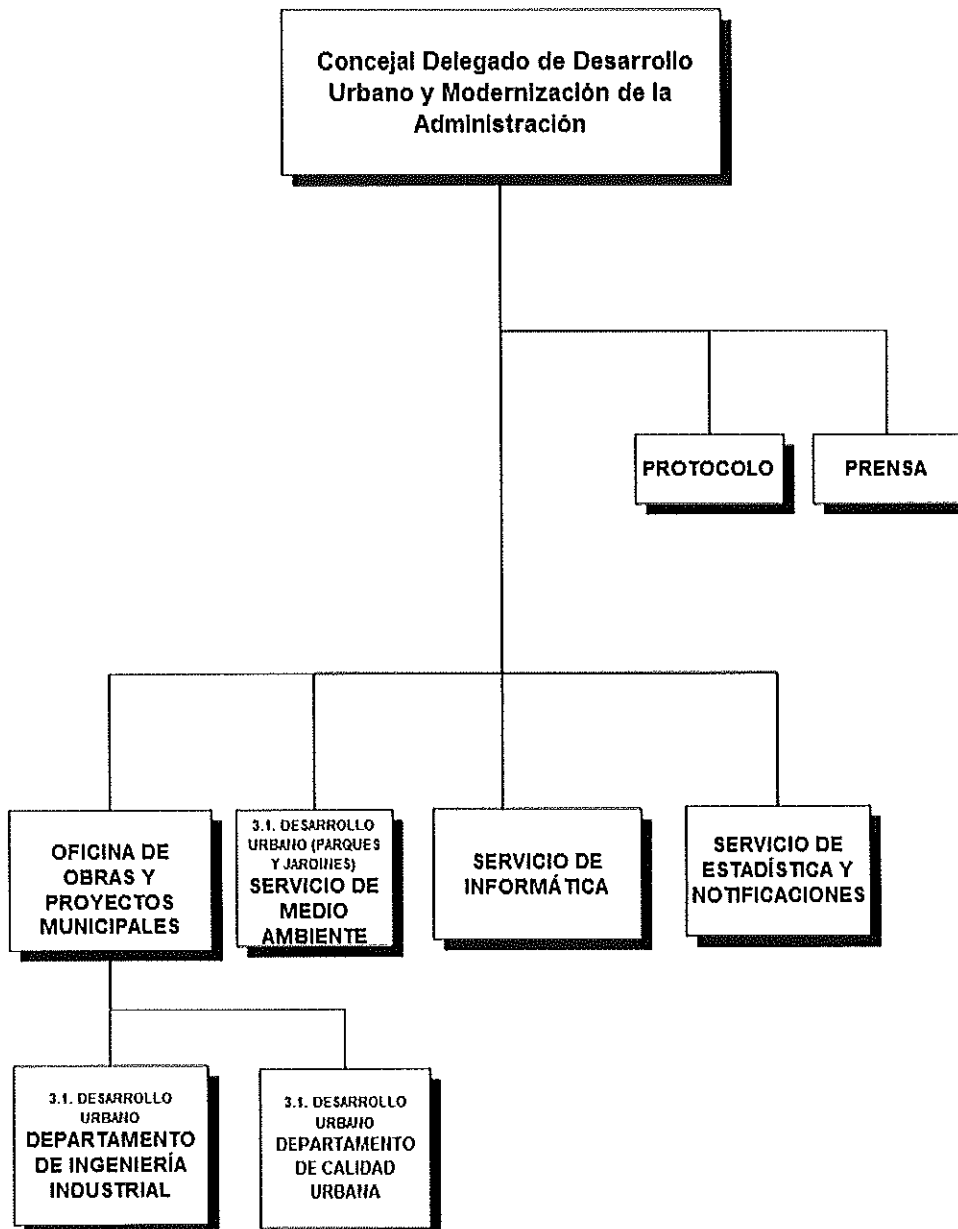 Concejal Delegado de Desarrollo
Urbano y Modernización de la
Administración
PROTOCOLO
PRENSA
OFICINA DE
OBRAS Y
PROYECTOS
MUNICIPALES
3.1. DESARROLLO
URBANO (PARQUES
Y JARDINES)
SERVICIO DE
MEDIO
AMBIENTE
SERVICIO DE
INFORMÁTICA
SERVICIO DE
ESTADÍSTICA Y
NOTIFICACIONES
3.1. DESARROLLO
URBANO
DEPARTAMENTO
DE INGENIERÍA
INDUSTRIAL
3.1. DESARROLLO
URBANO
DEPARTAMENTO
DE CALIDAD
URBANA